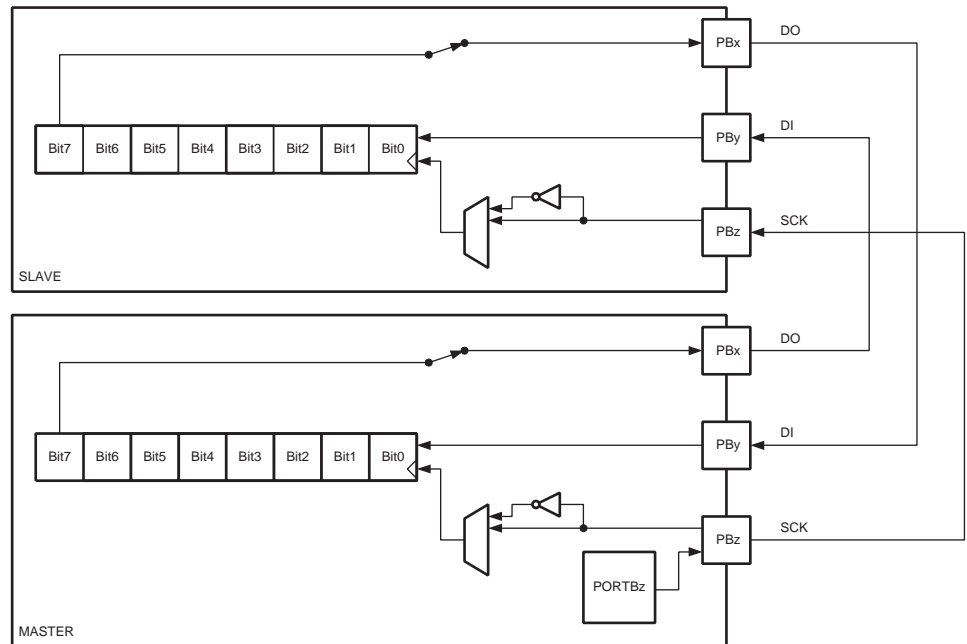 PBx DO
PBy DI
Bit7 Bit6 Bit5 Bit4 Bit3 Bit2 Bit1 Bit0
PBz SCK
SLAVE
PBx DO
PBy DI
Bit7 Bit6 Bit5 Bit4 Bit3 Bit2 Bit1 Bit0
PBz SCK
PORTBz
MASTER